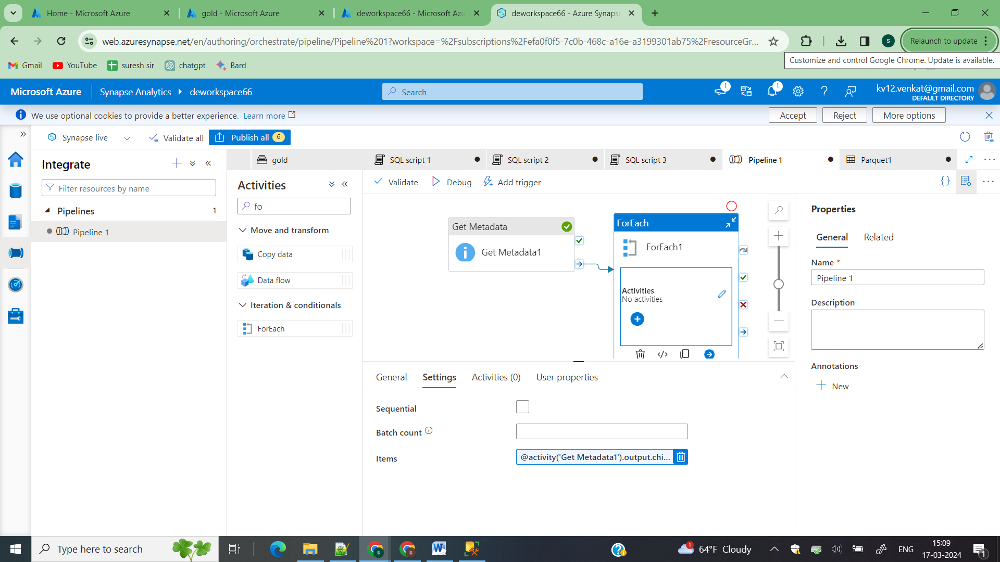 Home - Microsoft Azure
gold - Microsoft Azure
deworkspace66 - Microsoft Azu
deworkspace66 - Azure Synapse
web.azuresynapse.net/en/authoring/orchestrate/pipeline/Pipeline%201?workspace=%2Fsubscriptions%2Fefa0f0f5-7c0b-468c-a16e-a3199301ab75%2FresourceGr...
S
Relaunch to update
Gmail
YouTube
suresh sir
chatgpt
Bard
Customize and control Google Chrome. Update is available.
Microsoft Azure
Synapse Analytics
deworkspace66
Search
1
1
kv12.venkat@gmail.com
DEFAULT DIRECTORY
We use optional cookies to provide a better experience. Learn more
Accept
Reject
More options
Synapse live
Validate all
Publish all 6
Integrate
gold
SQL script 1
SQL script 2
SQL script 3
Pipeline 1
Parquet1
Filter resources by name
Pipelines 1
Pipeline 1
Activities
fo
Move and transform
Copy data
Data flow
Iteration & conditionals
ForEach
Validate
Debug
Add trigger
{}
Get Metadata
Get Metadata1
ForEach
ForEach1
Activities
No activities
Properties
General
Related
Name *
Pipeline 1
Description
Annotations
New
General
Settings
Activities (0)
User properties
Sequential
Batch count
Items
@activity('Get Metadata1').output.chi...
Type here to search
1
64°F Cloudy
ENG
15:09
17-03-2024
1